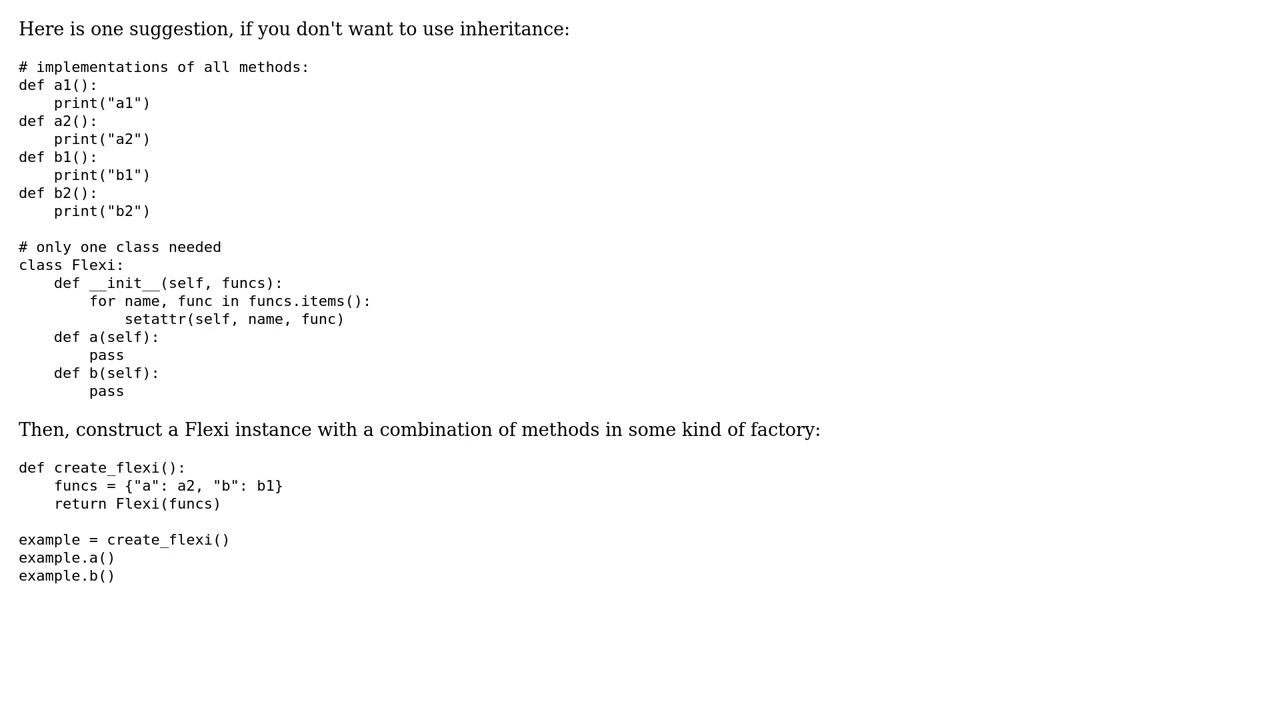 Here is one suggestion, if you don't want to use inheritance:
# implementations of all methods:
def a1():
    print("a1")
def a2():
    print("a2")
def b1():
    print("b1")
def b2():
    print("b2")

# only one class needed
class Flexi:
    def __init__(self, funcs):
        for name, func in funcs.items():
            setattr(self, name, func)
    def a(self):
        pass
    def b(self):
        pass
Then, construct a Flexi instance with a combination of methods in some kind of factory:
def create_flexi():
    funcs = {"a": a2, "b": b1}
    return Flexi(funcs)

example = create_flexi()
example.a()
example.b()